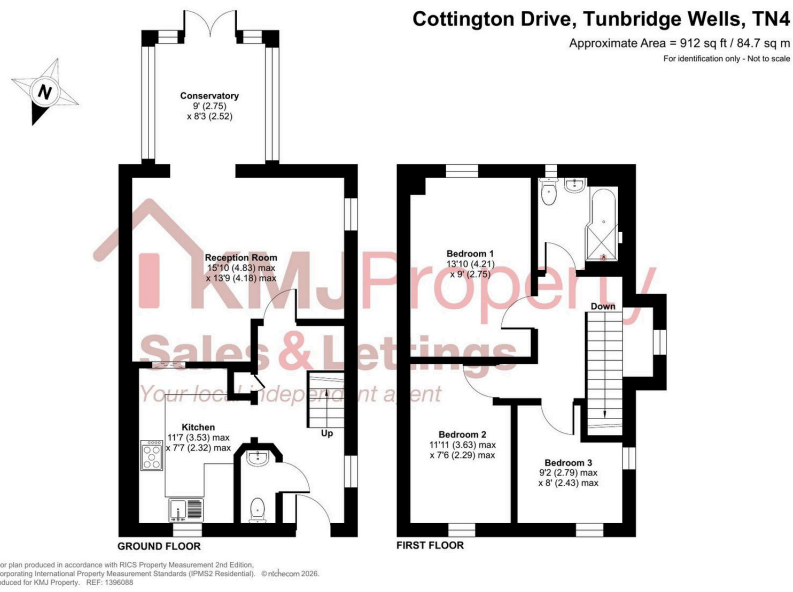 Cottington Drive, Tunbridge Wells, TN4
Approximate Area = 912 sq ft / 84.7 sq m
For identification only - Not to scale
N
Conservatory
9' (2.75)
x 8'3 (2.52)
Reception Room
15'10 (4.83) max
x 13'9 (4.18) max
Kitchen
11'7 (3.53) max
x 7'7 (2.32) max
Up
GROUND FLOOR
Bedroom 1
13'10 (4.21)
x 9' (2.75)
Down
Bedroom 2
11'11 (3.63) max
x 7'6 (2.29) max
Bedroom 3
9'2 (2.79) max
x 8' (2.43) max
FIRST FLOOR
KMJ Property
Sales & Lettings
Your local independent agent
or plan produced in accordance with RICS Property Measurement 2nd Edition,
orporating International Property Measurement Standards (IPMS2 Residential). © nichecom 2026.
oduced for KMJ Property. REF: 1396088